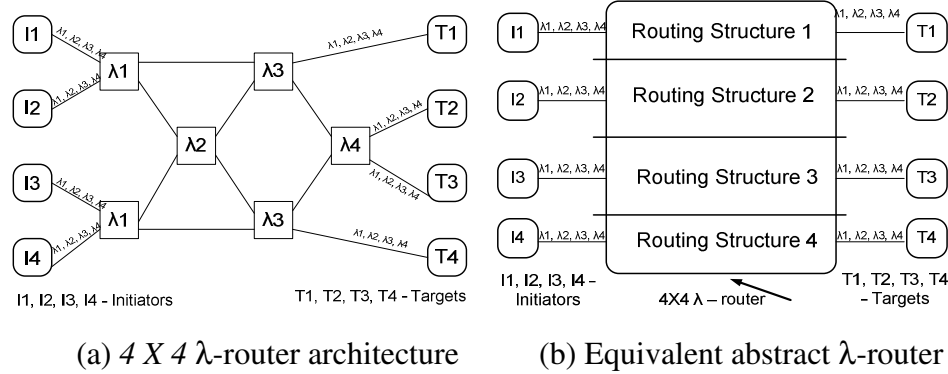 I1
λ1, λ2, λ3, λ4
I2
λ1, λ2, λ3, λ4
I3
λ1, λ2, λ3, λ4
I4
λ1, λ2, λ3, λ4
λ1
λ1
λ2
λ3
λ3
λ4
λ1, λ2, λ3, λ4
T1
λ1, λ2, λ3, λ4
T2
λ1, λ2, λ3, λ4
T3
λ1, λ2, λ3, λ4
T4
I1, I2, I3, I4 - Initiators
T1, T2, T3, T4 - Targets
(a) 4 X 4 λ-router architecture
I1
λ1, λ2, λ3, λ4
Routing Structure 1
λ1, λ2, λ3, λ4
T1
I2
λ1, λ2, λ3, λ4
Routing Structure 2
λ1, λ2, λ3, λ4
T2
I3
λ1, λ2, λ3, λ4
Routing Structure 3
λ1, λ2, λ3, λ4
T3
I4
λ1, λ2, λ3, λ4
Routing Structure 4
λ1, λ2, λ3, λ4
T4
I1, I2, I3, I4 –
Initiators
4X4 λ – router
T1, T2, T3, T4
– Targets
(b) Equivalent abstract λ-router